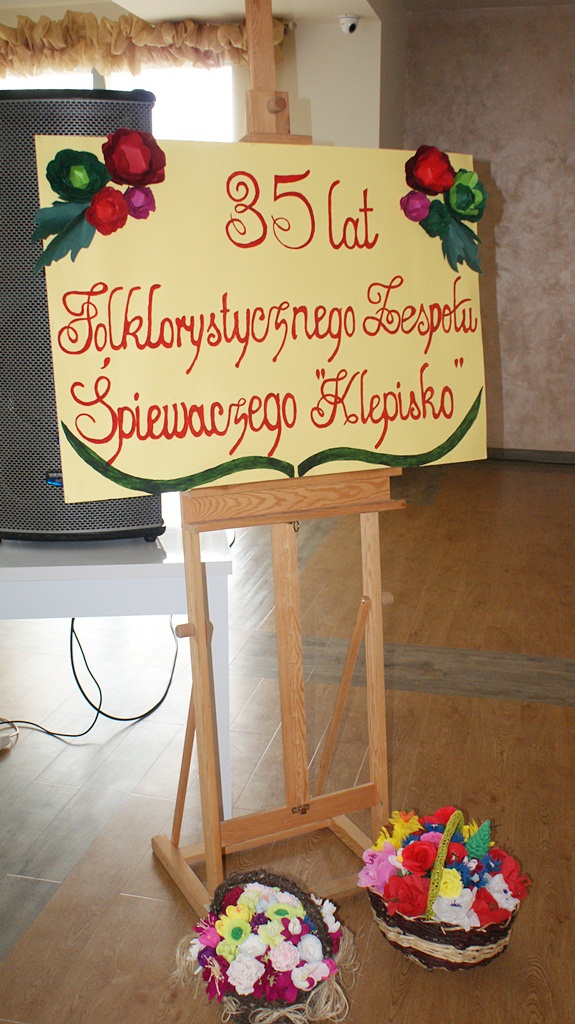 35 lat
Folklorystycznego Zespołu
Śpiewaczego "Klepisko"